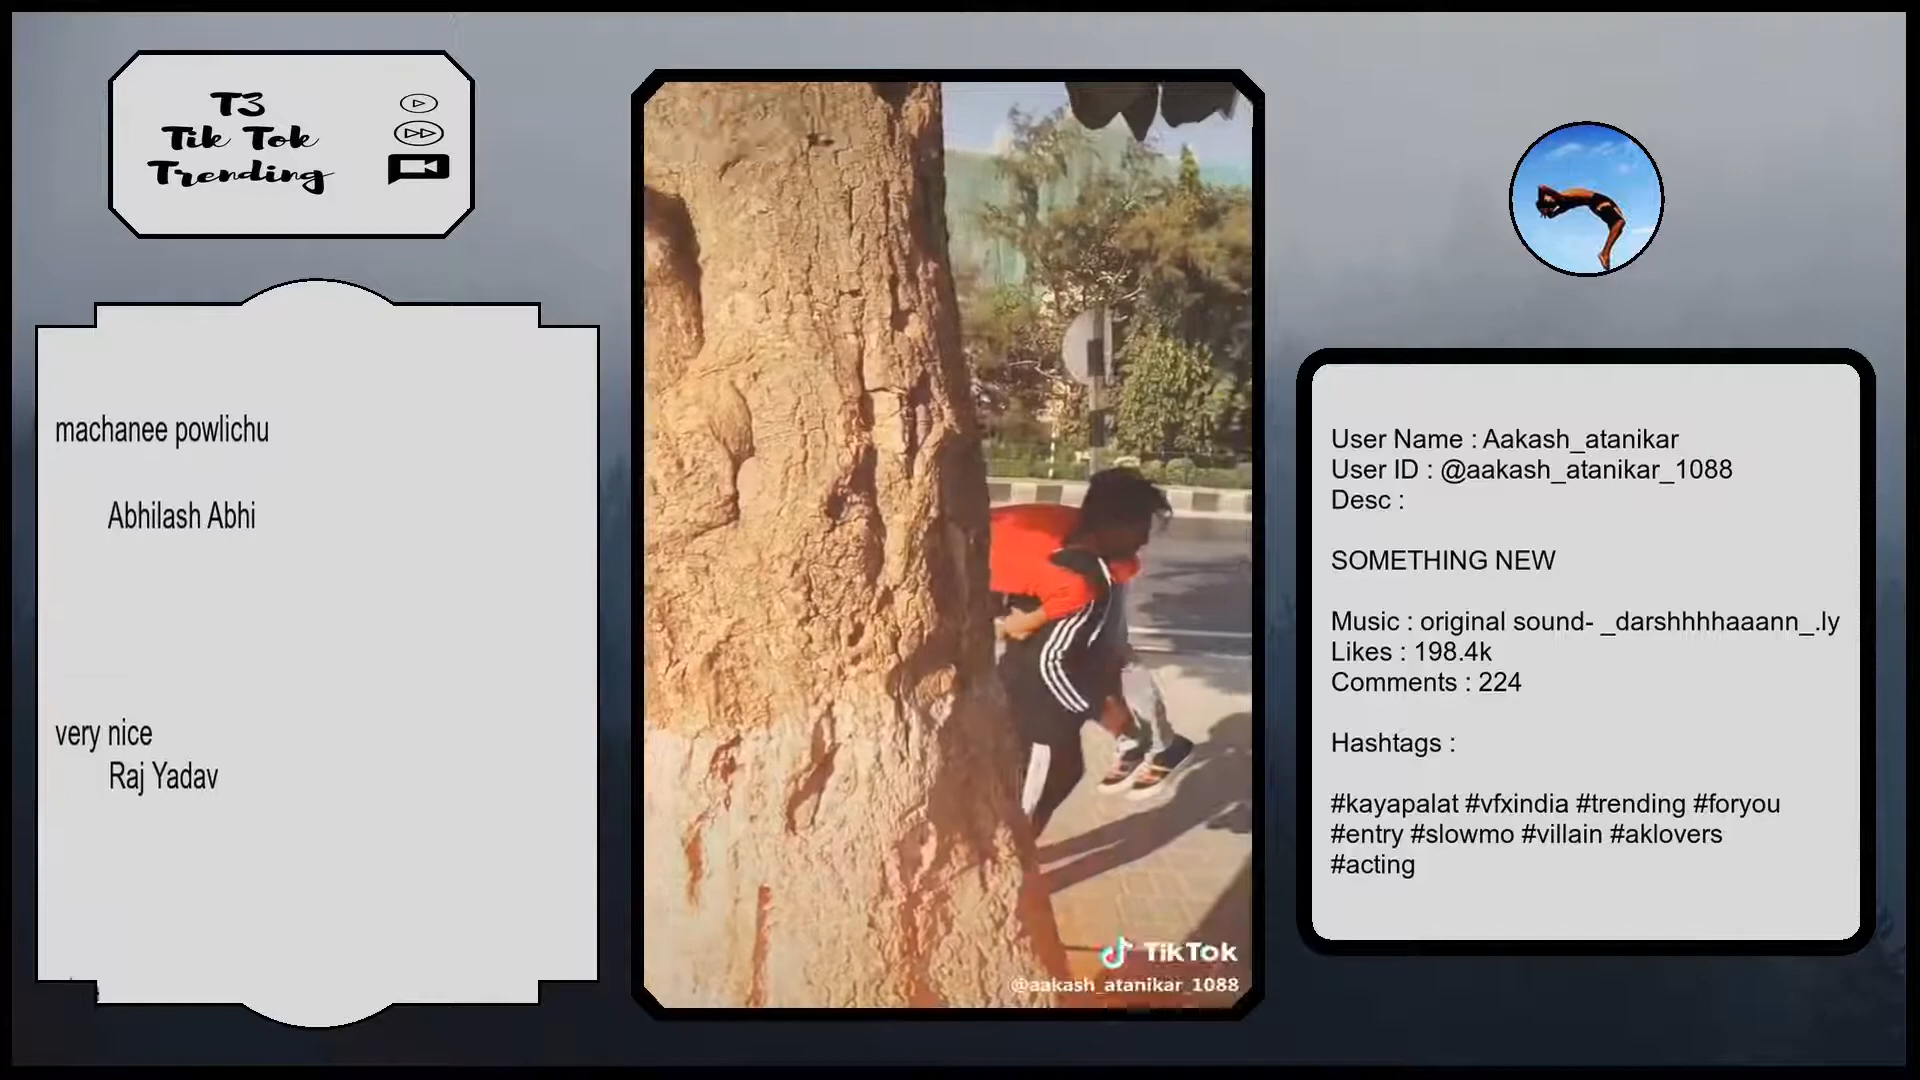 T3
Tik Tok
Trending
machanee powlichu
Abhilash Abhi
very nice
Raj Yadav
TikTok
@aakash_atanikar_1088
User Name : Aakash_atanikar
User ID : @aakash_atanikar_1088
Desc :
SOMETHING NEW
Music : original sound- _darshhhhaaann_.ly
Likes : 198.4k
Comments : 224
Hashtags :
#kayapalat #vfxindia #trending #foryou
#entry #slowmo #villain #aklovers
#acting